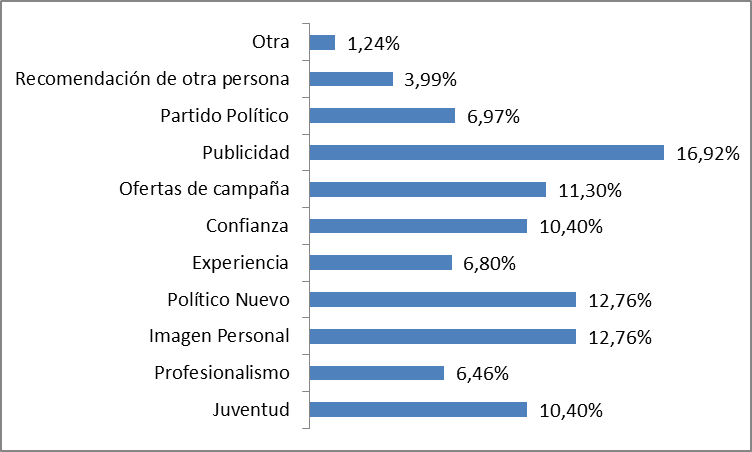 Otra 1,24%
Recomendación de otra persona 3,99%
Partido Político 6,97%
Publicidad 16,92%
Ofertas de campaña 11,30%
Confianza 10,40%
Experiencia 6,80%
Político Nuevo 12,76%
Imagen Personal 12,76%
Profesionalismo 6,46%
Juventud 10,40%